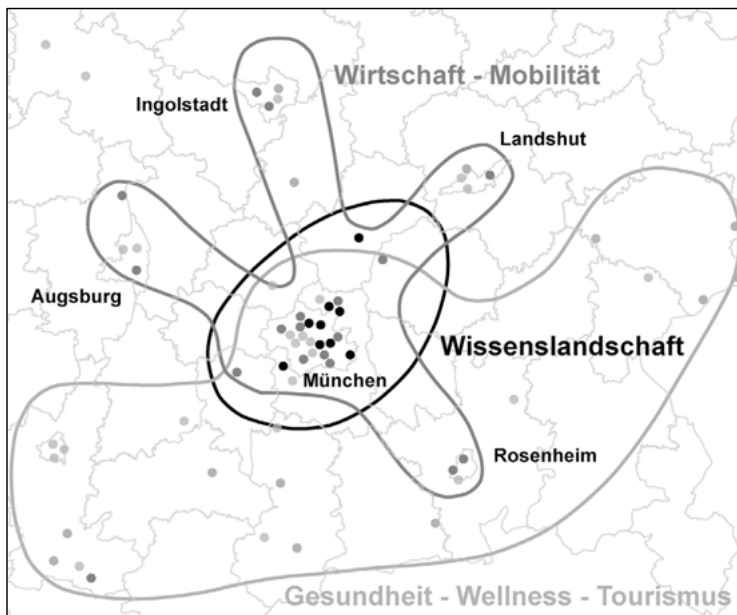 Wirtschaft - Mobilität
Ingolstadt
Landshut
Augsburg
Wissenslandschaft
München
Rosenheim
Gesundheit - Wellness - Tourismus